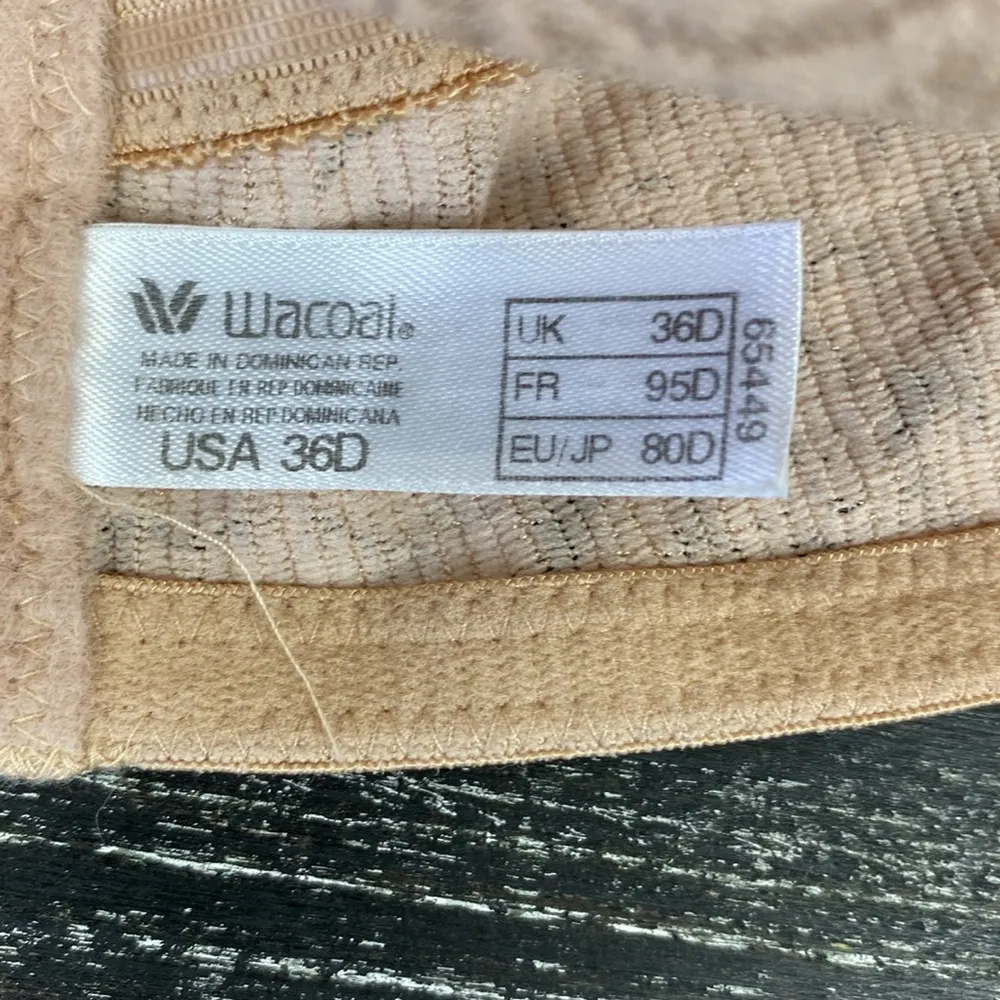 Wacoal®
MADE IN DOMINICAN REP.
FABRIQUE EN REP DOMINICAINE
HECHO EN REP DOMINICANA
USA 36D
UK 36D
FR 95D
EU/JP 80D
65449